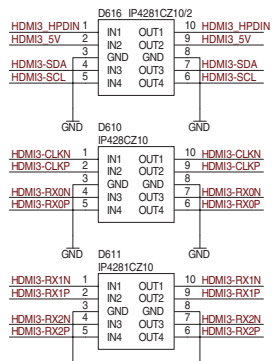 D616 IP4281CZ10/2
HDMI3_HPDIN 1 IN1 OUT1 10 HDMI3_HPDIN
HDMI3_5V 2 IN2 OUT2 9 HDMI3_5V
3 GND GND 8
HDMI3-SDA 4 IN3 OUT3 7 HDMI3-SDA
HDMI3-SCL 5 IN4 OUT4 6 HDMI3-SCL
GND GND
D610
IP428CZ10
HDMI3-CLKN 1 IN1 OUT1 10 HDMI3-CLKN
HDMI3-CLKP 2 IN2 OUT2 9 HDMI3-CLKP
3 GND GND 8
HDMI3-RX0N 4 IN3 OUT3 7 HDMI3-RX0N
HDMI3-RX0P 5 IN4 OUT4 6 HDMI3-RX0P
GND GND
D611
IP4281CZ10
HDMI3-RX1N 1 IN1 OUT1 10 HDMI3-RX1N
HDMI3-RX1P 2 IN2 OUT2 9 HDMI3-RX1P
3 GND GND 8
HDMI3-RX2N 4 IN3 OUT3 7 HDMI3-RX2N
HDMI3-RX2P 5 IN4 OUT4 6 HDMI3-RX2P